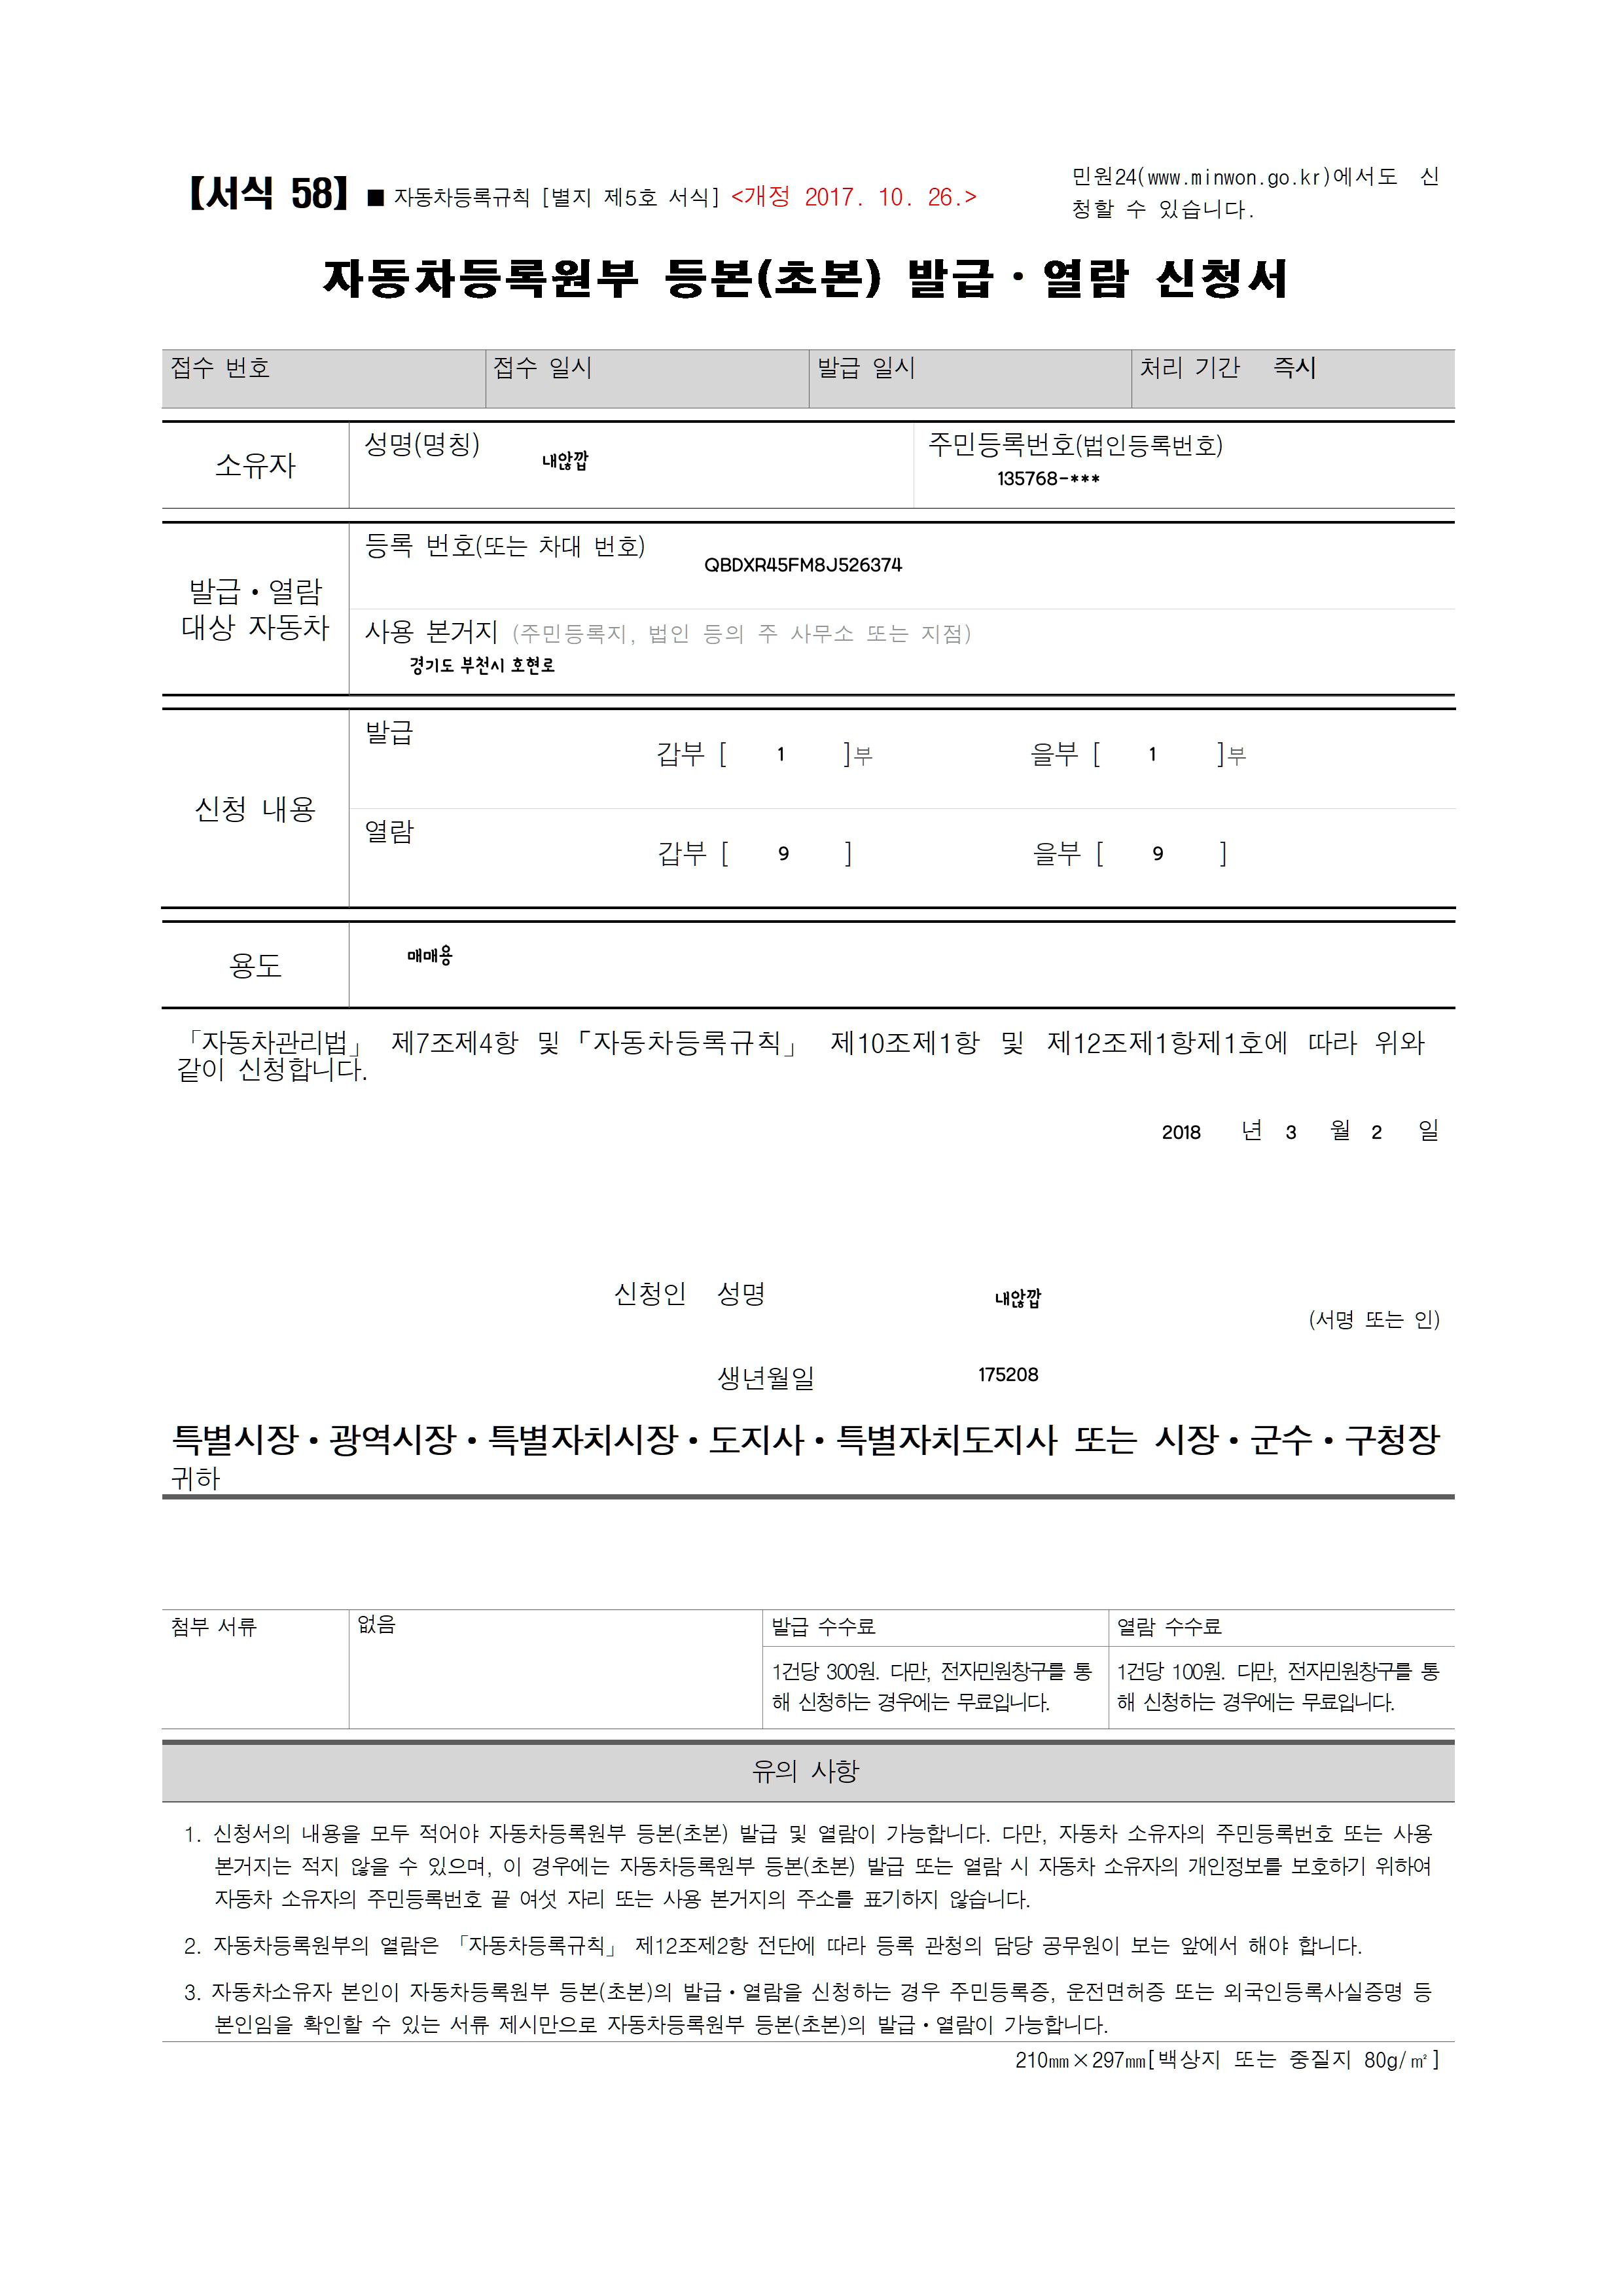 【서식 58】 ■ 자동차등록규칙 [별지 제5호 서식] <개정 2017. 10. 26.>
민원24(www.minwon.go.kr)에서도 신
청할 수 있습니다.
자동차등록원부 등본(초본) 발급·열람 신청서
접수 번호 접수 일시 발급 일시 처리 기간 즉시
소유자 성명(명칭) 내않깝 주민등록번호(법인등록번호)
135768-***
발급·열람
대상 자동차
등록 번호(또는 차대 번호) QBDXR45FM8J526374
사용 본거지 (주민등록지, 법인 등의 주 사무소 또는 지점)
경기도 부천시 호현로
신청 내용
발급 갑부 [ 1 ]부 을부 [ 1 ]부
열람 갑부 [ 9 ] 을부 [ 9 ]
용도 매매용
「자동차관리법」 제7조제4항 및 「자동차등록규칙」 제10조제1항 및 제12조제1항제1호에 따라 위와
같이 신청합니다.
2018 년 3 월 2 일
신청인 성명 내않깝
(서명 또는 인)
생년월일 175208
특별시장·광역시장·특별자치시장·도지사·특별자치도지사 또는 시장·군수·구청장
귀하
첨부 서류 없음 발급 수수료 열람 수수료
1건당 300원. 다만, 전자민원창구를 통
해 신청하는 경우에는 무료입니다.
1건당 100원. 다만, 전자민원창구를 통
해 신청하는 경우에는 무료입니다.
유의 사항
1. 신청서의 내용을 모두 적어야 자동차등록원부 등본(초본) 발급 및 열람이 가능합니다. 다만, 자동차 소유자의 주민등록번호 또는 사용
본거지는 적지 않을 수 있으며, 이 경우에는 자동차등록원부 등본(초본) 발급 또는 열람 시 자동차 소유자의 개인정보를 보호하기 위하여
자동차 소유자의 주민등록번호 끝 여섯 자리 또는 사용 본거지의 주소를 표기하지 않습니다.
2. 자동차등록원부의 열람은 「자동차등록규칙」 제12조제2항 전단에 따라 등록 관청의 담당 공무원이 보는 앞에서 해야 합니다.
3. 자동차소유자 본인이 자동차등록원부 등본(초본)의 발급·열람을 신청하는 경우 주민등록증, 운전면허증 또는 외국인등록사실증명 등
본인임을 확인할 수 있는 서류 제시만으로 자동차등록원부 등본(초본)의 발급·열람이 가능합니다.
210㎜×297㎜[백상지 또는 중질지 80g/㎡]